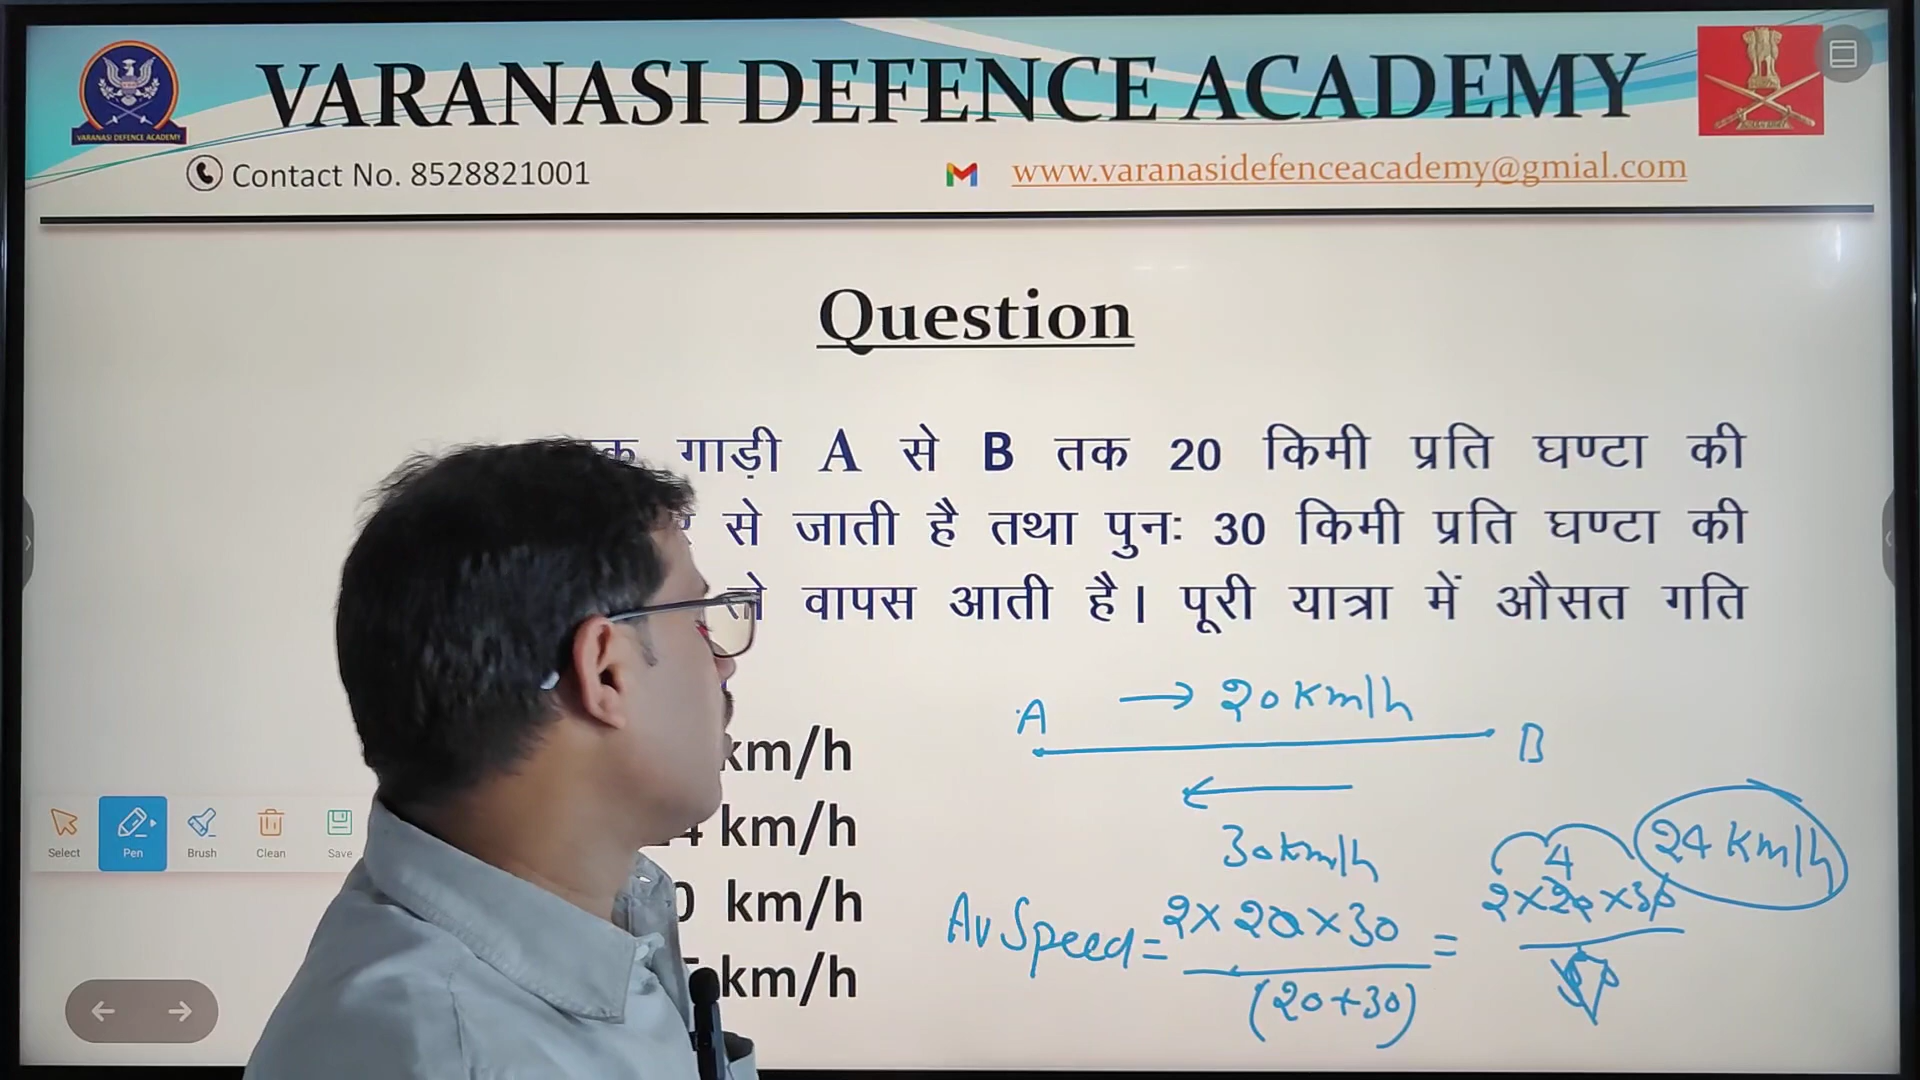 VARANASI DEFENCE ACADEMY
VARANASI DEFENCE ACADEMY
Contact No. 8528821001
www.varanasidefenceacademy@gmial.com
Question
गाड़ी A से B तक 20 किमी प्रति घण्टा की
से जाती है तथा पुनः 30 किमी प्रति घण्टा की
वापस आती है। पूरी यात्रा में औसत गति
A → 20 Km/h B
←
30 Km/h
km/h
km/h
km/h
km/h
Av Speed = 2 × 20 × 30 / (20+30) = 2 × 20 × 30 / 50
4
24 Km/h
Select
Pen
Brush
Clean
Save